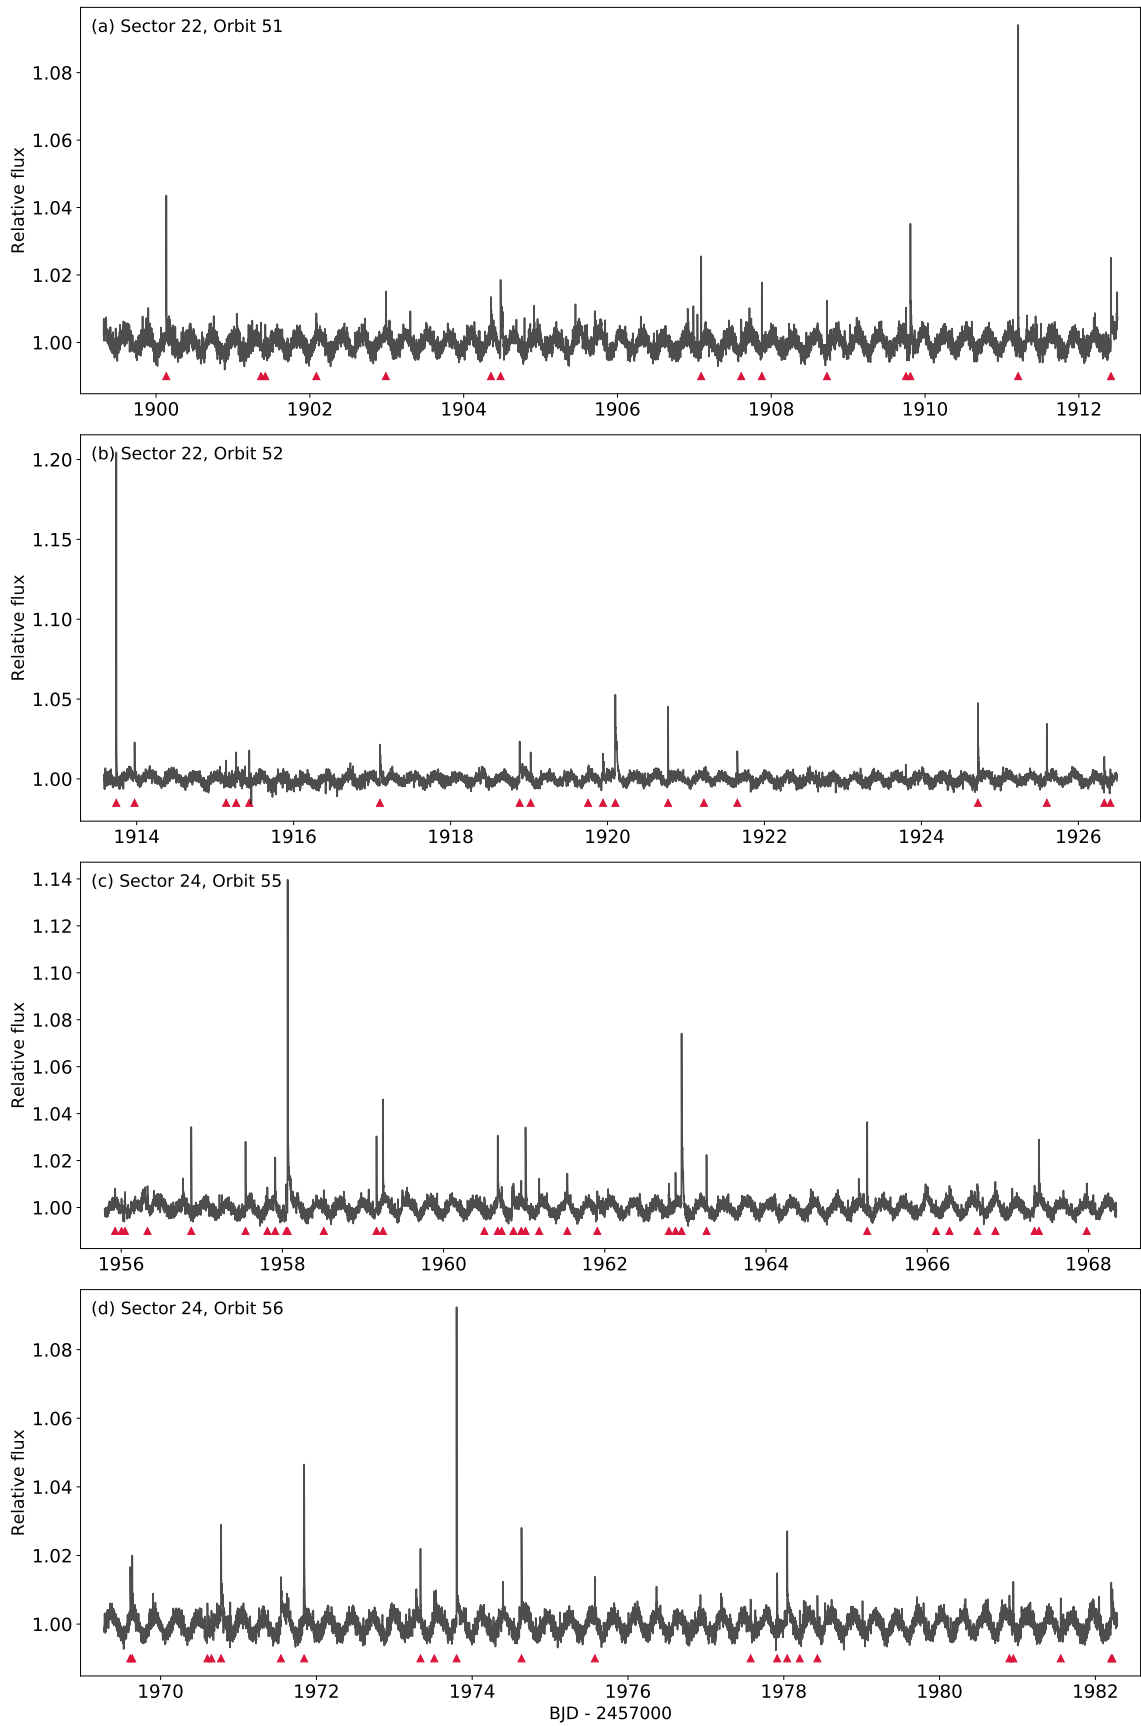 (a) Sector 22, Orbit 51
Relative flux
1.08
1.06
1.04
1.02
1.00
1900 1902 1904 1906 1908 1910 1912
(b) Sector 22, Orbit 52
Relative flux
1.20
1.15
1.10
1.05
1.00
1914 1916 1918 1920 1922 1924 1926
(c) Sector 24, Orbit 55
Relative flux
1.14
1.12
1.10
1.08
1.06
1.04
1.02
1.00
1956 1958 1960 1962 1964 1966 1968
(d) Sector 24, Orbit 56
Relative flux
1.08
1.06
1.04
1.02
1.00
1970 1972 1974 1976 1978 1980 1982
BJD - 2457000